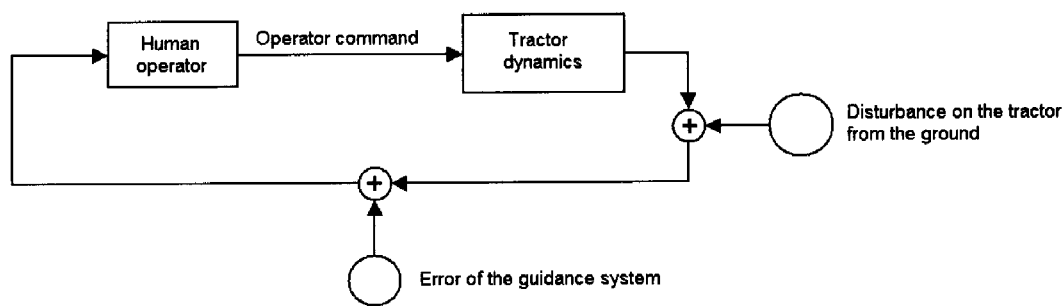 Human
operator
Operator command
Tractor
dynamics
+
Disturbance on the tractor
from the ground
+
Error of the guidance system